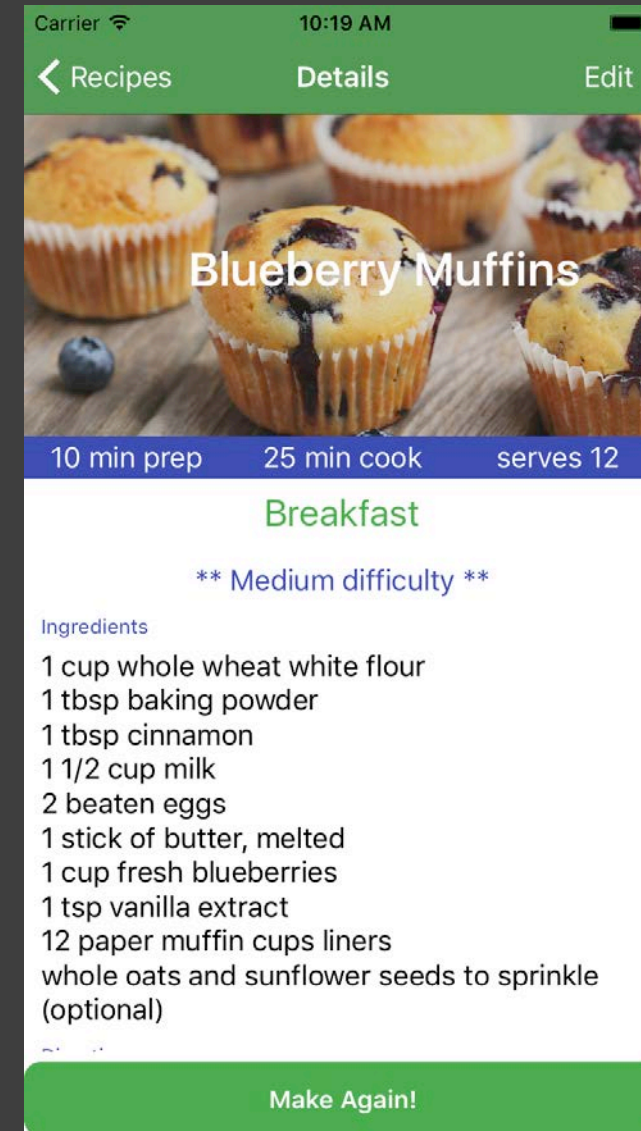 Carrier
10:19 AM
Recipes
Details
Edit
Blueberry Muffins
10 min prep
25 min cook
serves 12
Breakfast
** Medium difficulty **
Ingredients
1 cup whole wheat white flour
1 tbsp baking powder
1 tbsp cinnamon
1 1/2 cup milk
2 beaten eggs
1 stick of butter, melted
1 cup fresh blueberries
1 tsp vanilla extract
12 paper muffin cups liners
whole oats and sunflower seeds to sprinkle
(optional)
Make Again!